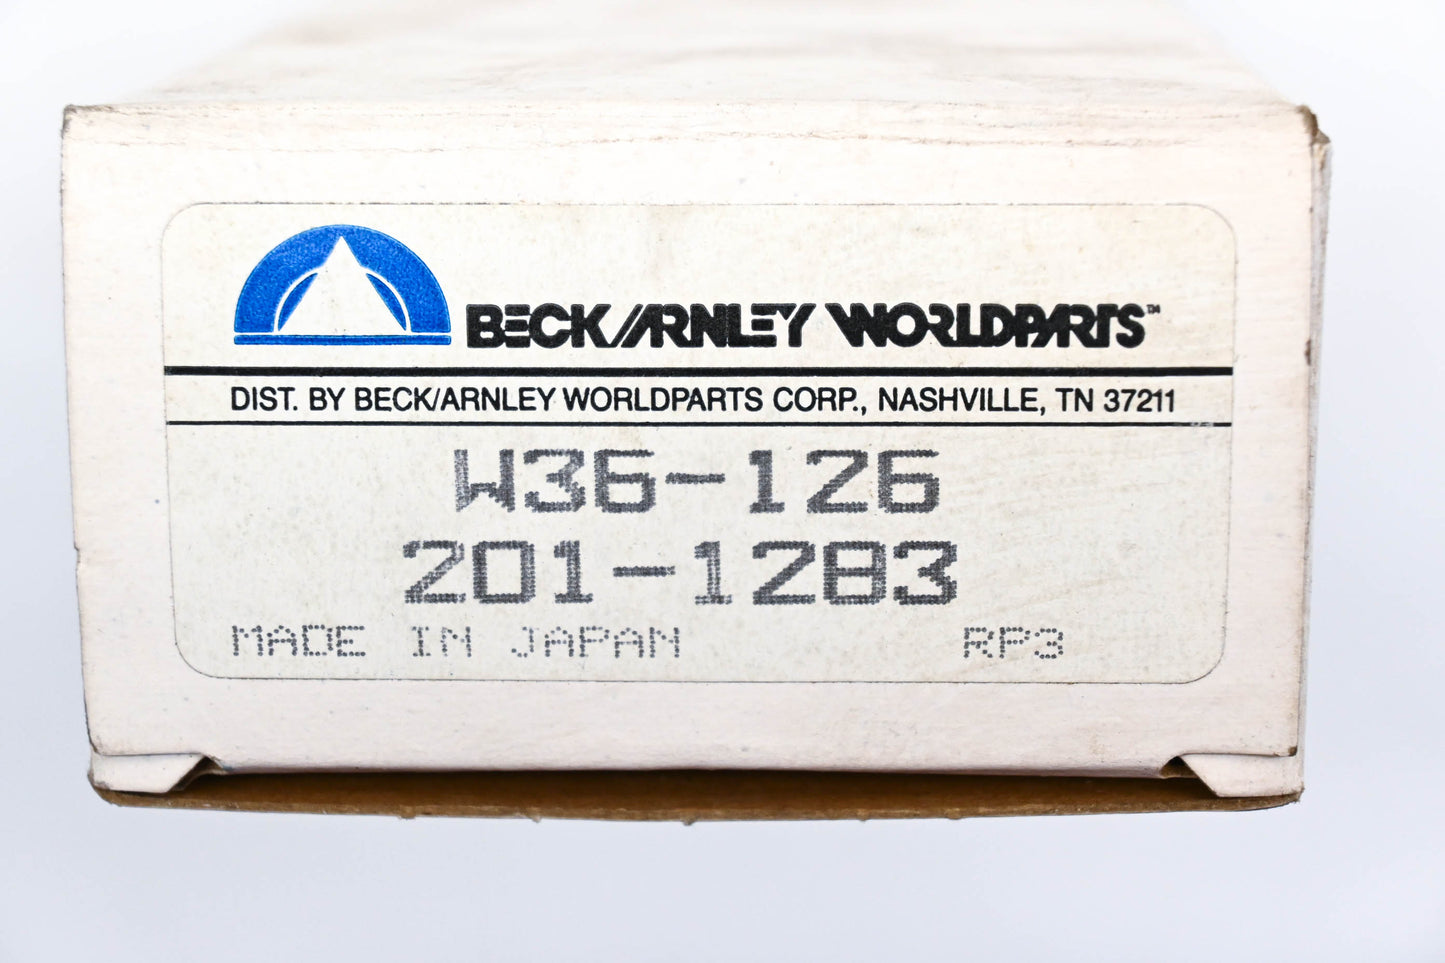 BECK/ARNLEY WORLDPARTS™
DIST. BY BECK/ARNLEY WORLDPARTS CORP., NASHVILLE, TN 37211
W36-126
201-1283
MADE IN JAPAN RP3